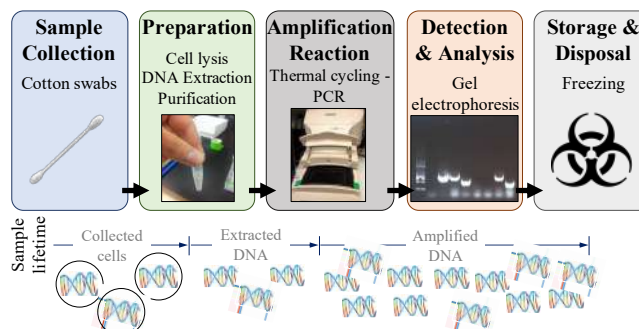 Sample
Collection
Cotton swabs
Preparation
Cell lysis
DNA Extraction
Purification
Amplification
Reaction
Thermal cycling -
PCR
Detection
& Analysis
Gel
electrophoresis
Storage &
Disposal
Freezing
Sample
lifetime
Collected
cells
Extracted
DNA
Amplified
DNA